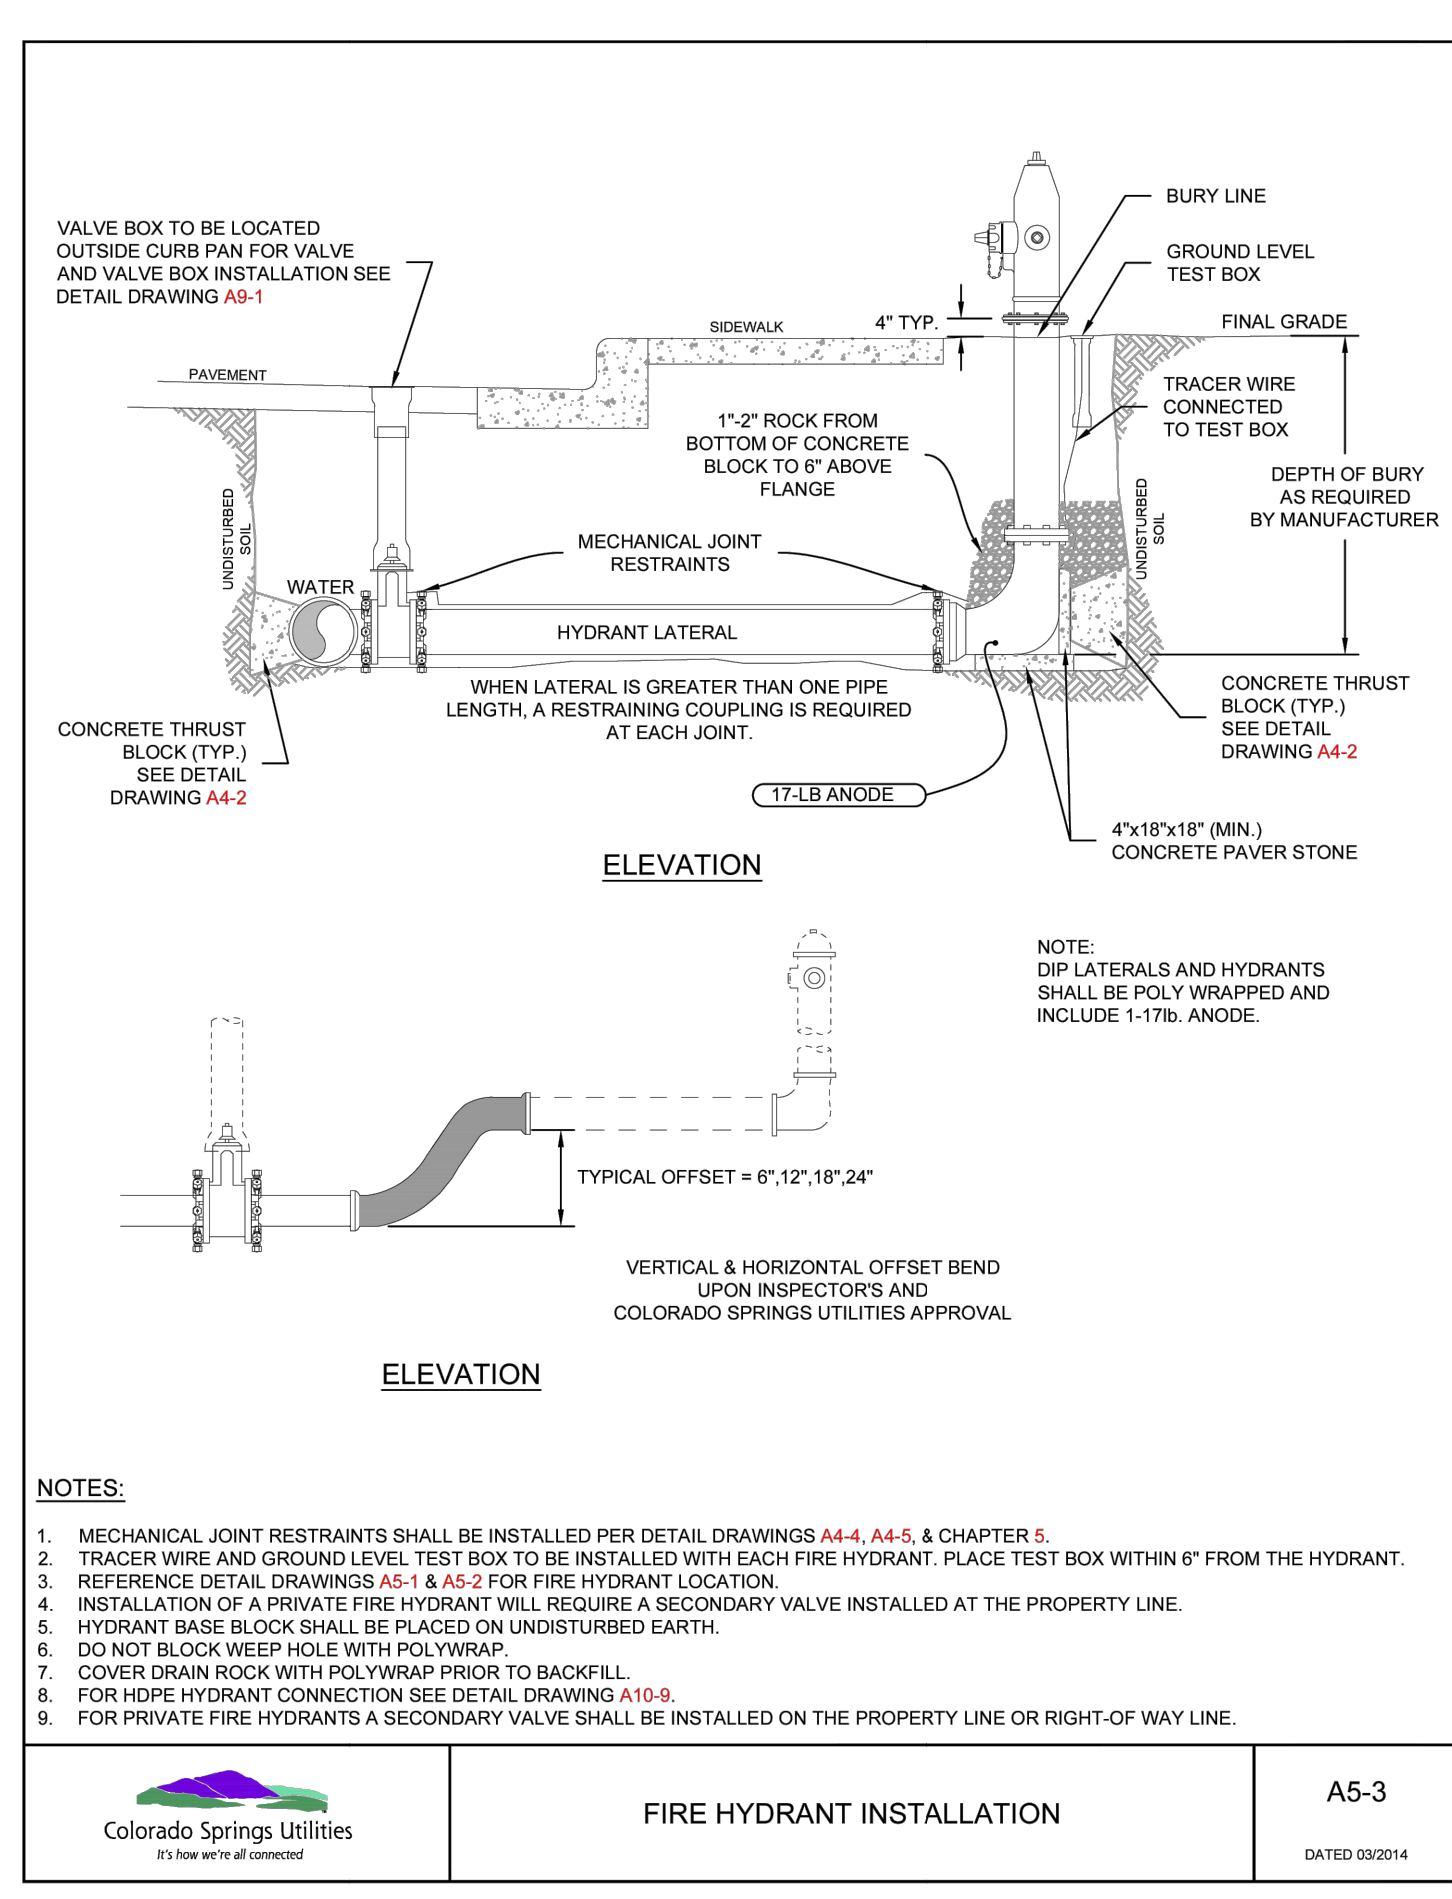 VALVE BOX TO BE LOCATED
OUTSIDE CURB PAN FOR VALVE
AND VALVE BOX INSTALLATION SEE
DETAIL DRAWING A9-1
BURY LINE
GROUND LEVEL
TEST BOX
SIDEWALK
4" TYP.
FINAL GRADE
PAVEMENT
TRACER WIRE
CONNECTED
TO TEST BOX
1"-2" ROCK FROM
BOTTOM OF CONCRETE
BLOCK TO 6" ABOVE
FLANGE
DEPTH OF BURY
AS REQUIRED
BY MANUFACTURER
UNDISTURBED
SOIL
UNDISTURBED
SOIL
MECHANICAL JOINT
RESTRAINTS
WATER
HYDRANT LATERAL
WHEN LATERAL IS GREATER THAN ONE PIPE
LENGTH, A RESTRAINING COUPLING IS REQUIRED
AT EACH JOINT.
CONCRETE THRUST
BLOCK (TYP.)
SEE DETAIL
DRAWING A4-2
CONCRETE THRUST
BLOCK (TYP.)
SEE DETAIL
DRAWING A4-2
17-LB ANODE
4"x18"x18" (MIN.)
CONCRETE PAVER STONE
ELEVATION
NOTE:
DIP LATERALS AND HYDRANTS
SHALL BE POLY WRAPPED AND
INCLUDE 1-17lb. ANODE.
TYPICAL OFFSET = 6",12",18",24"
VERTICAL & HORIZONTAL OFFSET BEND
UPON INSPECTOR'S AND
COLORADO SPRINGS UTILITIES APPROVAL
ELEVATION
NOTES:
1. MECHANICAL JOINT RESTRAINTS SHALL BE INSTALLED PER DETAIL DRAWINGS A4-4, A4-5, & CHAPTER 5.
2. TRACER WIRE AND GROUND LEVEL TEST BOX TO BE INSTALLED WITH EACH FIRE HYDRANT. PLACE TEST BOX WITHIN 6" FROM THE HYDRANT.
3. REFERENCE DETAIL DRAWINGS A5-1 & A5-2 FOR FIRE HYDRANT LOCATION.
4. INSTALLATION OF A PRIVATE FIRE HYDRANT WILL REQUIRE A SECONDARY VALVE INSTALLED AT THE PROPERTY LINE.
5. HYDRANT BASE BLOCK SHALL BE PLACED ON UNDISTURBED EARTH.
6. DO NOT BLOCK WEEP HOLE WITH POLYWRAP.
7. COVER DRAIN ROCK WITH POLYWRAP PRIOR TO BACKFILL.
8. FOR HDPE HYDRANT CONNECTION SEE DETAIL DRAWING A10-9.
9. FOR PRIVATE FIRE HYDRANTS A SECONDARY VALVE SHALL BE INSTALLED ON THE PROPERTY LINE OR RIGHT-OF WAY LINE.
Colorado Springs Utilities
It's how we're all connected
FIRE HYDRANT INSTALLATION
A5-3
DATED 03/2014